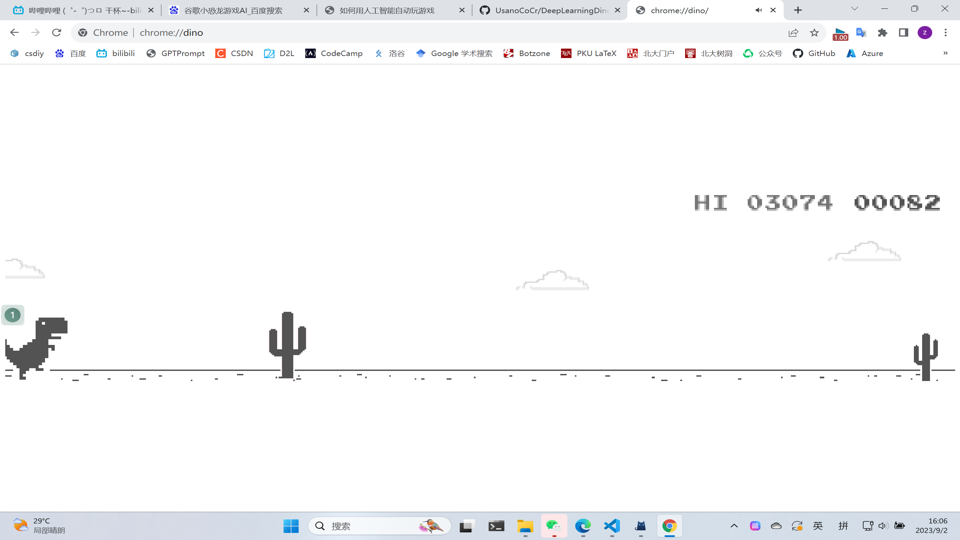 哔哩哔哩 (゜-゜)つロ 干杯~-bili
谷歌小恐龙游戏AI_百度搜索
如何用人工智能自动玩游戏
UsanoCoCr/DeepLearningDin
chrome://dino/
Chrome | chrome://dino
1.00
z
csdiy
百度
bilibili
GPTPrompt
CSDN
D2L
CodeCamp
洛谷
Google 学术搜索
Botzone
PKU LaTeX
北大门户
北大树洞
公众号
GitHub
Azure
»
HI 03074 00082
1
29°C
局部晴朗
搜索
英
拼
16:06
2023/9/2